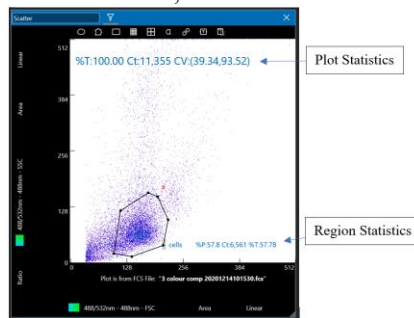 Scatter
512
Linear
%T:100.00 Ct:11,355 CV:(39.34,93.52)
Plot Statistics
384
Area
256
488/532nm - 488nm - SSC
128
cells
%P:57.8 Ct:6,561 %T:57.78
Region Statistics
Ratio
0
0 128 256 384 512
Plot is from FCS File: "3 colour comp 20201214101530.fcs"
488/532nm - 488nm - FSC Area Linear